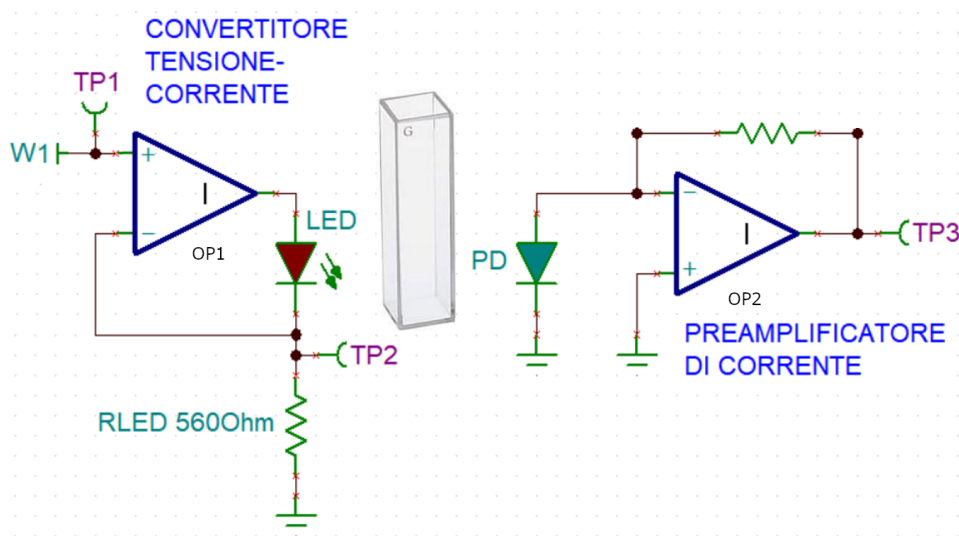 CONVERTITORE
TENSIONE-
CORRENTE
TP1
W1
+
−
OP1
LED
TP2
RLED 560Ohm
G
PD
−
+
OP2
TP3
PREAMPLIFICATORE
DI CORRENTE